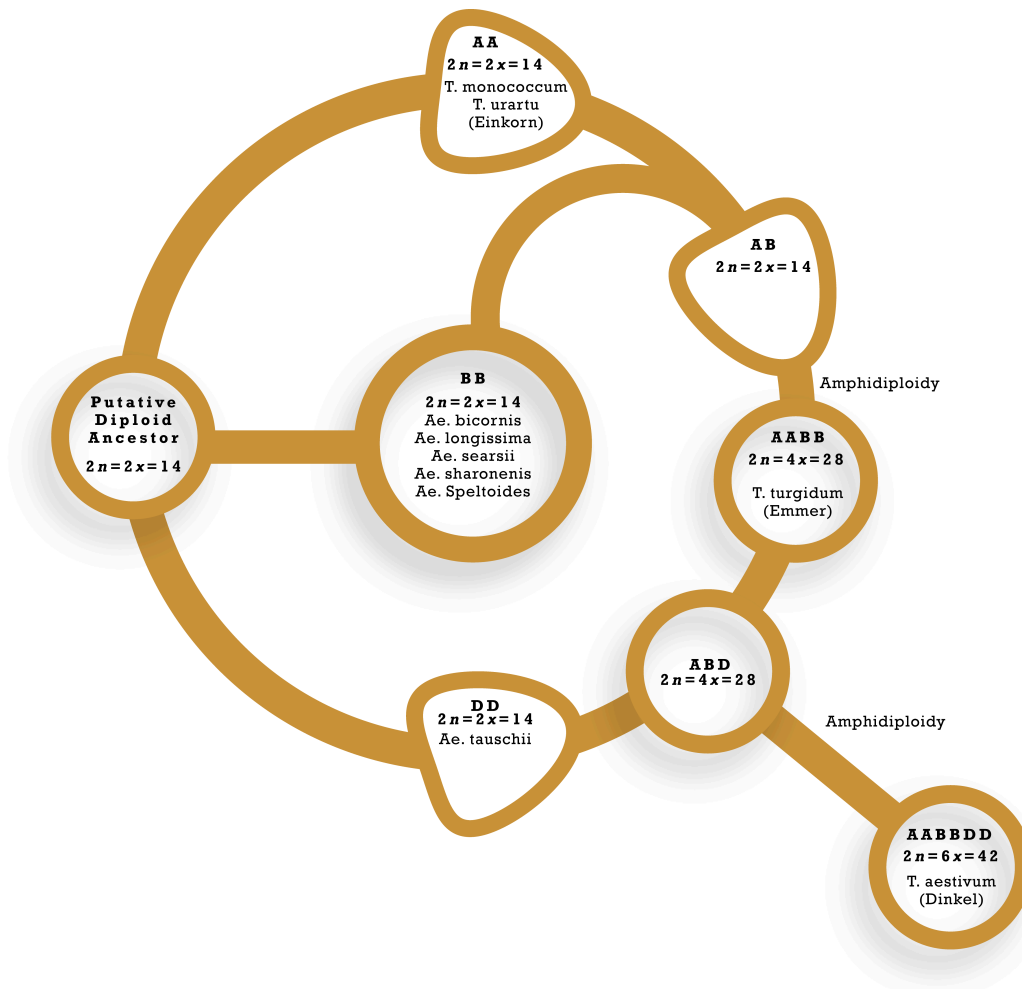 AA
2n=2x=14
T. monococcum
T. urartu
(Einkorn)
AB
2n=2x=14
Amphidiploidy
Putative
Diploid
Ancestor
2n=2x=14
BB
2n=2x=14
Ae. bicornis
Ae. longissima
Ae. searsii
Ae. sharonenis
Ae. Speltoides
AABB
2n=4x=28
T. turgidum
(Emmer)
ABD
2n=4x=28
DD
2n=2x=14
Ae. tauschii
Amphidiploidy
AABBDD
2n=6x=42
T. aestivum
(Dinkel)